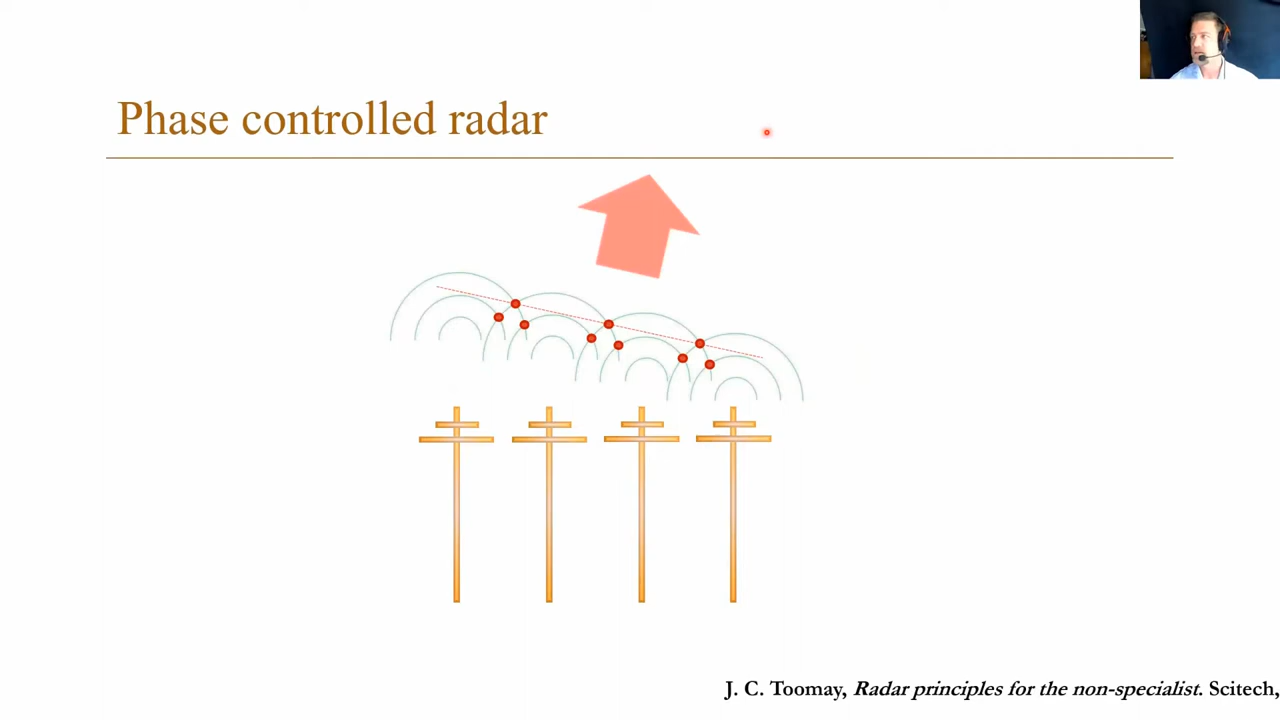 Phase controlled radar
J. C. Toomay, Radar principles for the non-specialist. Scitech,